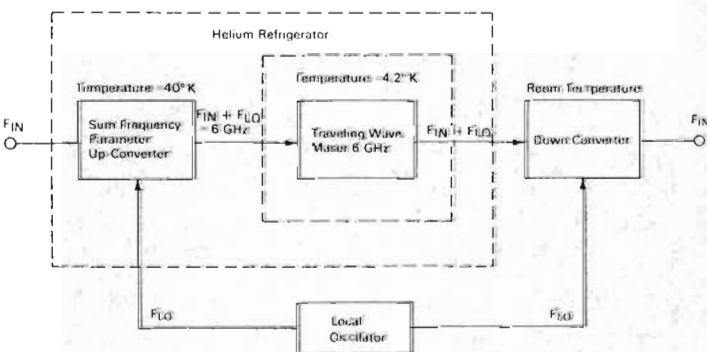 Helium Refrigerator
Temperature = 40° K
Temperature = 4.2° K
Room Temperature
F_IN
Sum Frequency
Parameter
Up-Converter
F_IN + F_LO
= 6 GHz
Traveling Wave
Maser 6 GHz
F_IN + F_LO
Down Converter
F_IN
F_LO
Local
Oscillator
F_LO